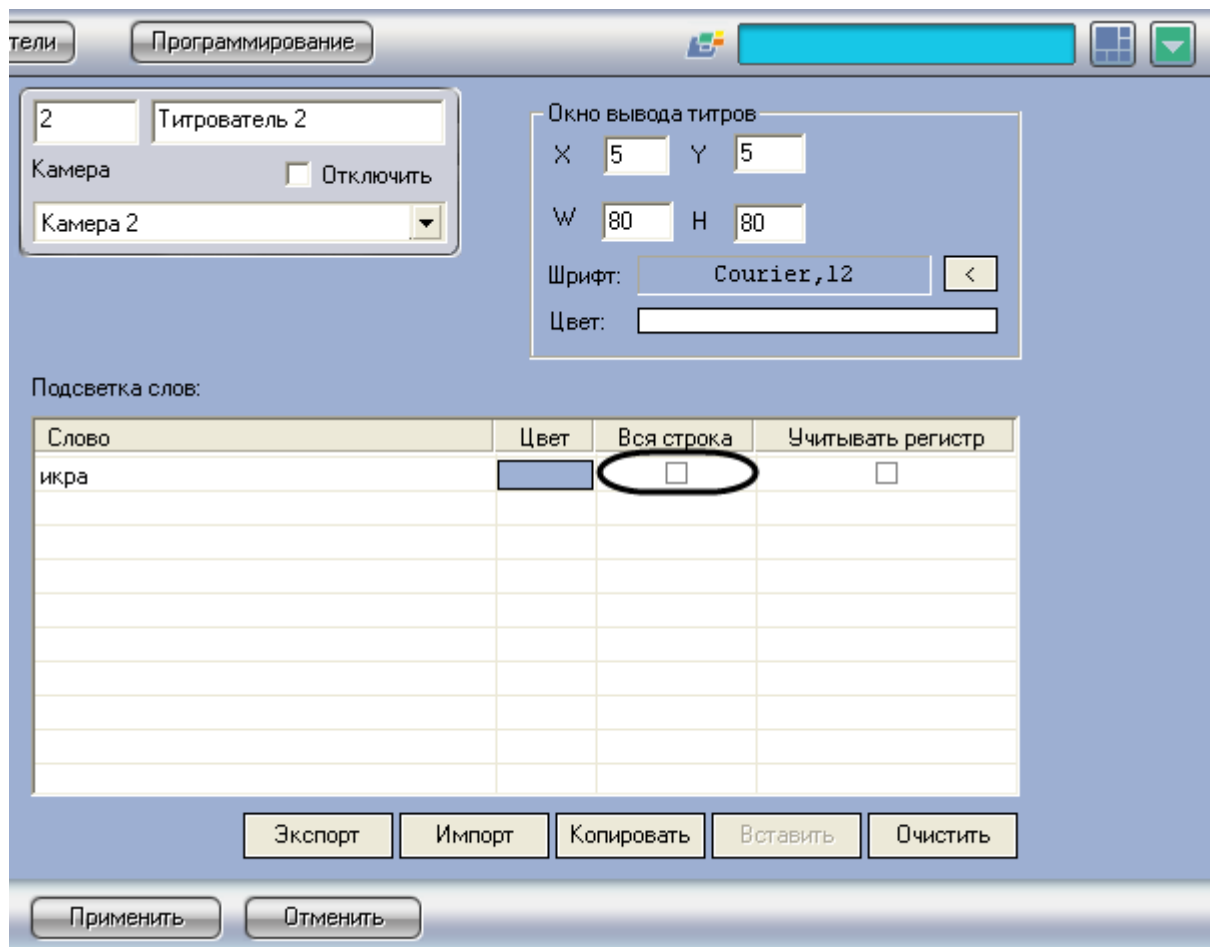 тели Программирование
2 Титрователь 2
Камера Отключить
Камера 2
Окно вывода титров
X 5 Y 5
W 80 H 80
Шрифт: Courier,12 <
Цвет:
Подсветка слов:
Слово Цвет Вся строка Учитывать регистр
икра
Экспорт Импорт Копировать Вставить Очистить
Применить Отменить